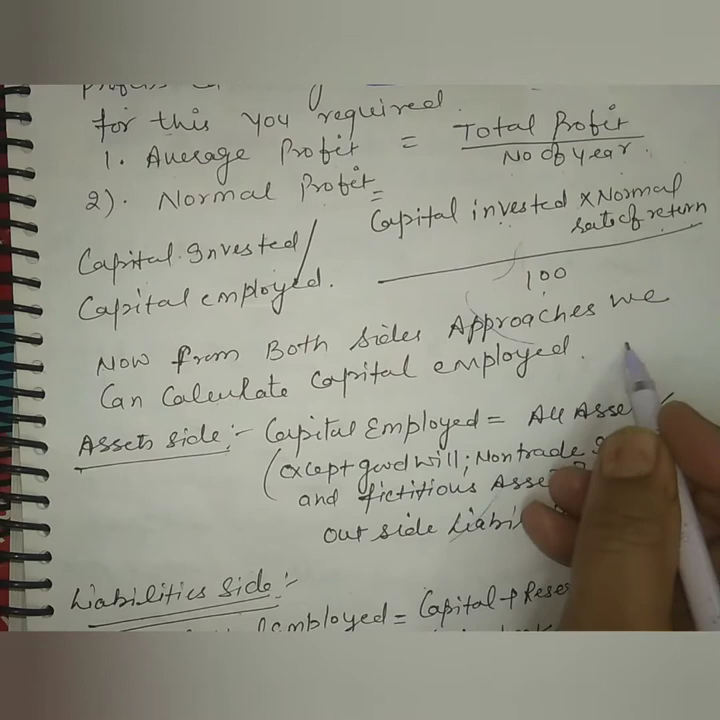 for this you required.
1. Average Profit = Total Profit
No of year.
2). Normal Profit =
Capital invested × Normal
rate of return
100
Capital Invested /
Capital employed.
Now from Both Sides Approaches we
Can Calculate Capital employed.
Assets side :- Capital Employed = All Asse
(except goodwill; Non trade
and fictitious Asse
out side Liabi
Liabilities Side :-
employed = Capital + Rese